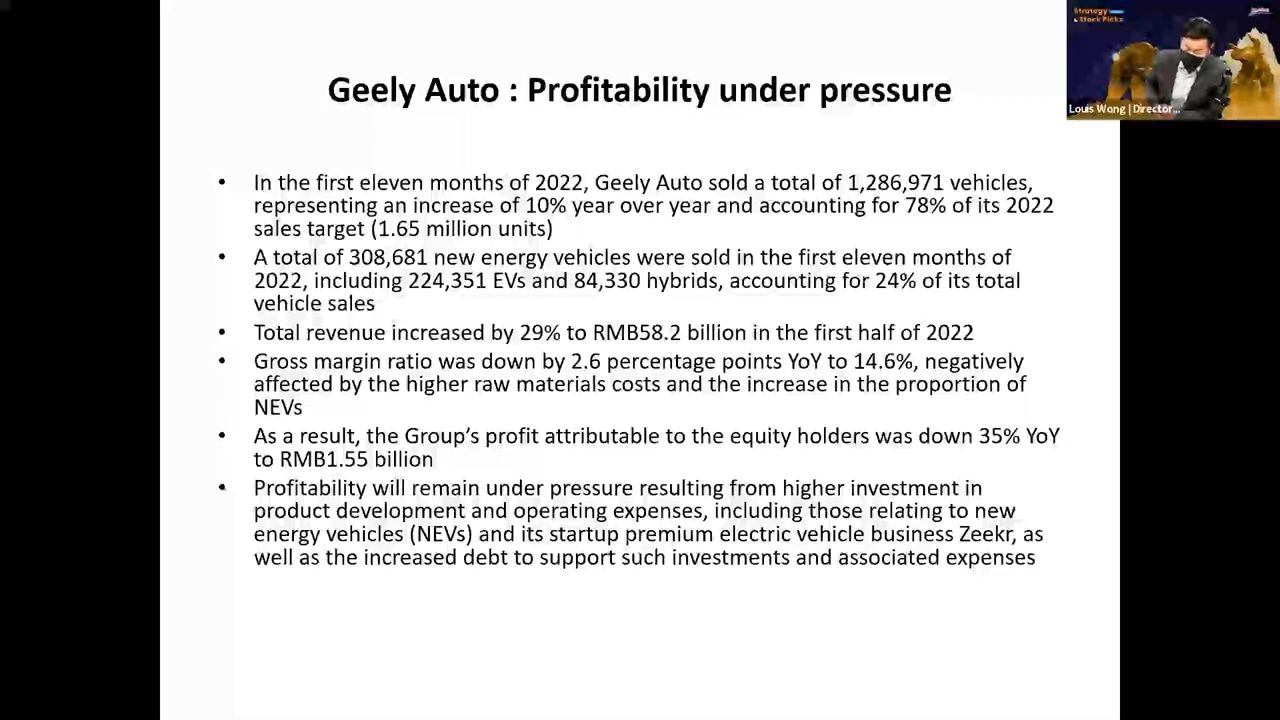 Strategy
& Stock Picks
Louis Wong | Director...
Geely Auto : Profitability under pressure
• In the first eleven months of 2022, Geely Auto sold a total of 1,286,971 vehicles,
representing an increase of 10% year over year and accounting for 78% of its 2022
sales target (1.65 million units)
• A total of 308,681 new energy vehicles were sold in the first eleven months of
2022, including 224,351 EVs and 84,330 hybrids, accounting for 24% of its total
vehicle sales
• Total revenue increased by 29% to RMB58.2 billion in the first half of 2022
• Gross margin ratio was down by 2.6 percentage points YoY to 14.6%, negatively
affected by the higher raw materials costs and the increase in the proportion of
NEVs
• As a result, the Group’s profit attributable to the equity holders was down 35% YoY
to RMB1.55 billion
• Profitability will remain under pressure resulting from higher investment in
product development and operating expenses, including those relating to new
energy vehicles (NEVs) and its startup premium electric vehicle business Zeekr, as
well as the increased debt to support such investments and associated expenses